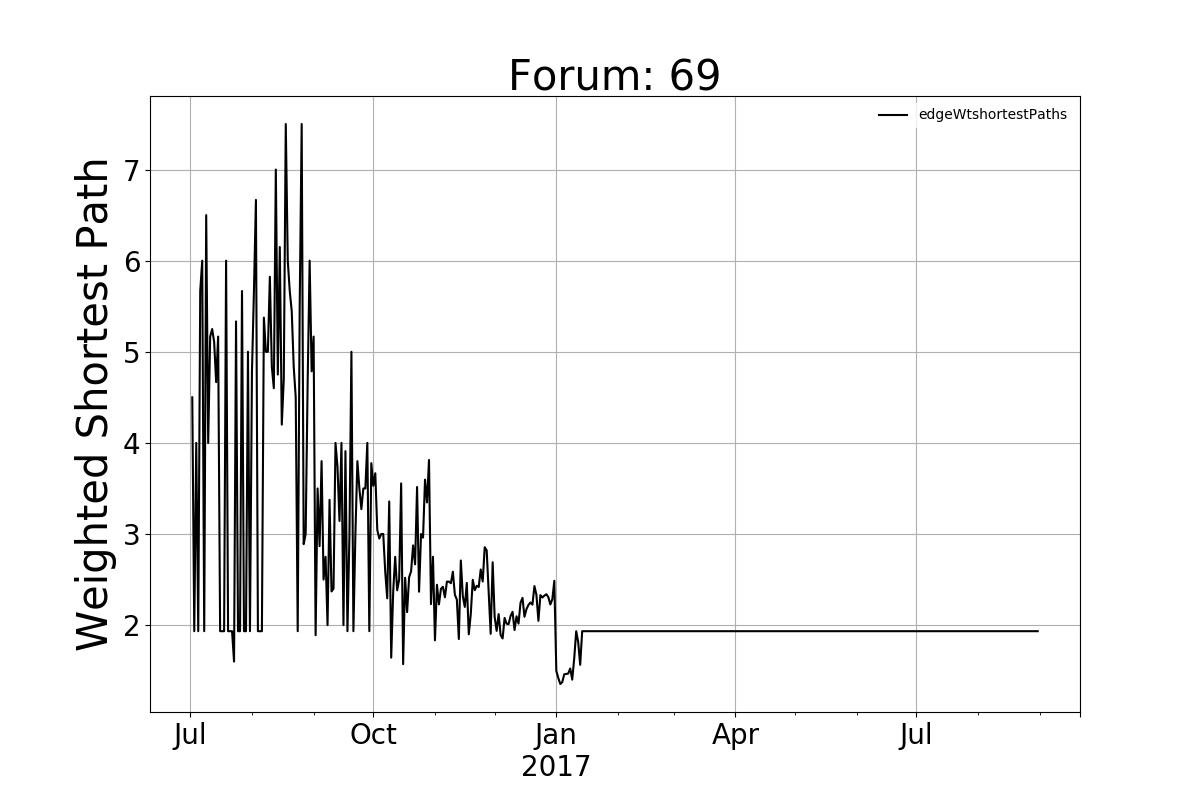 Forum: 69
edgeWtshortestPaths
Weighted Shortest Path
7
6
5
4
3
2
Jul
Oct
Jan
2017
Apr
Jul